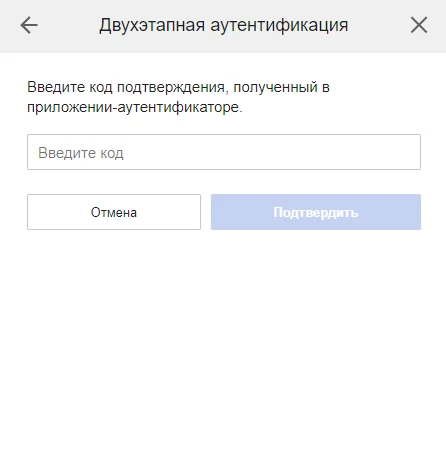 Двухэтапная аутентификация
Введите код подтверждения, полученный в
приложении-аутентификаторе.
Введите код
Отмена
Подтвердить